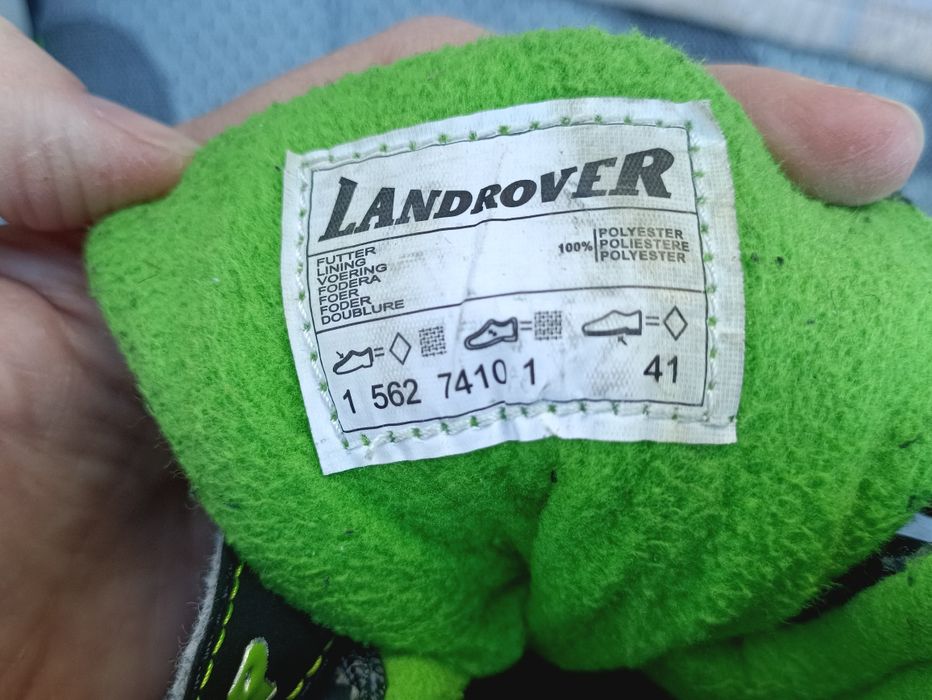 LANDROVER
FUTTER
LINING
VOERING
FODERA
FOER
FODER
DOUBLURE
100%
POLYESTER
POLIESTERE
POLYESTER
1 562 7410 1 41